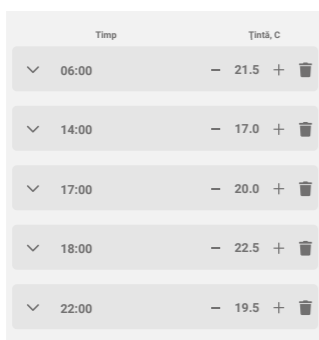 Timp Țintă, C
06:00 − 21.5 +
14:00 − 17.0 +
17:00 − 20.0 +
18:00 − 22.5 +
22:00 − 19.5 +